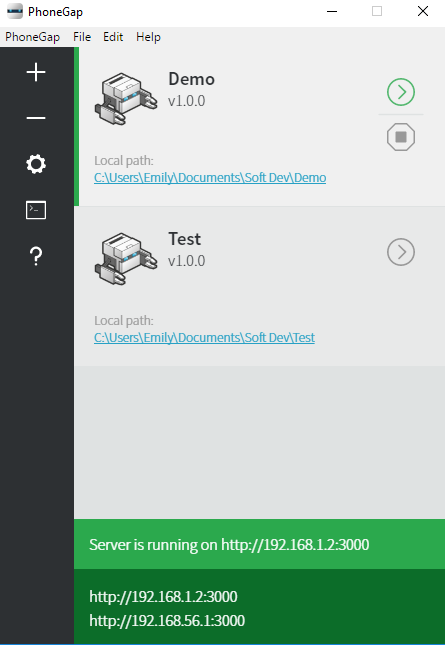 PhoneGap
PhoneGap File Edit Help
Demo
v1.0.0
Local path:
C:\Users\Emily\Documents\Soft Dev\Demo
Test
v1.0.0
Local path:
C:\Users\Emily\Documents\Soft Dev\Test
Server is running on http://192.168.1.2:3000
http://192.168.1.2:3000
http://192.168.56.1:3000